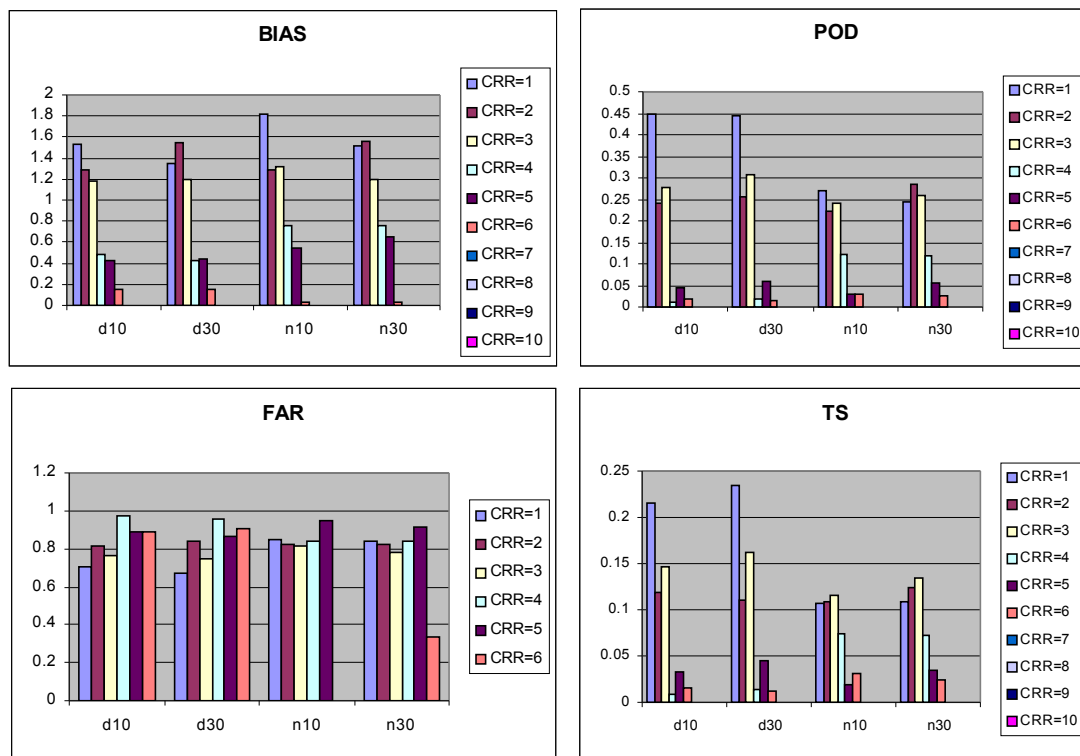 BIAS
2
1.8
1.6
1.4
1.2
1
0.8
0.6
0.4
0.2
0
d10 d30 n10 n30
CRR=1
CRR=2
CRR=3
CRR=4
CRR=5
CRR=6
CRR=7
CRR=8
CRR=9
CRR=10
POD
0.5
0.45
0.4
0.35
0.3
0.25
0.2
0.15
0.1
0.05
0
d10 d30 n10 n30
CRR=1
CRR=2
CRR=3
CRR=4
CRR=5
CRR=6
CRR=7
CRR=8
CRR=9
CRR=10
FAR
1.2
1
0.8
0.6
0.4
0.2
0
d10 d30 n10 n30
CRR=1
CRR=2
CRR=3
CRR=4
CRR=5
CRR=6
TS
0.25
0.2
0.15
0.1
0.05
0
d10 d30 n10 n30
CRR=1
CRR=2
CRR=3
CRR=4
CRR=5
CRR=6
CRR=7
CRR=8
CRR=9
CRR=10